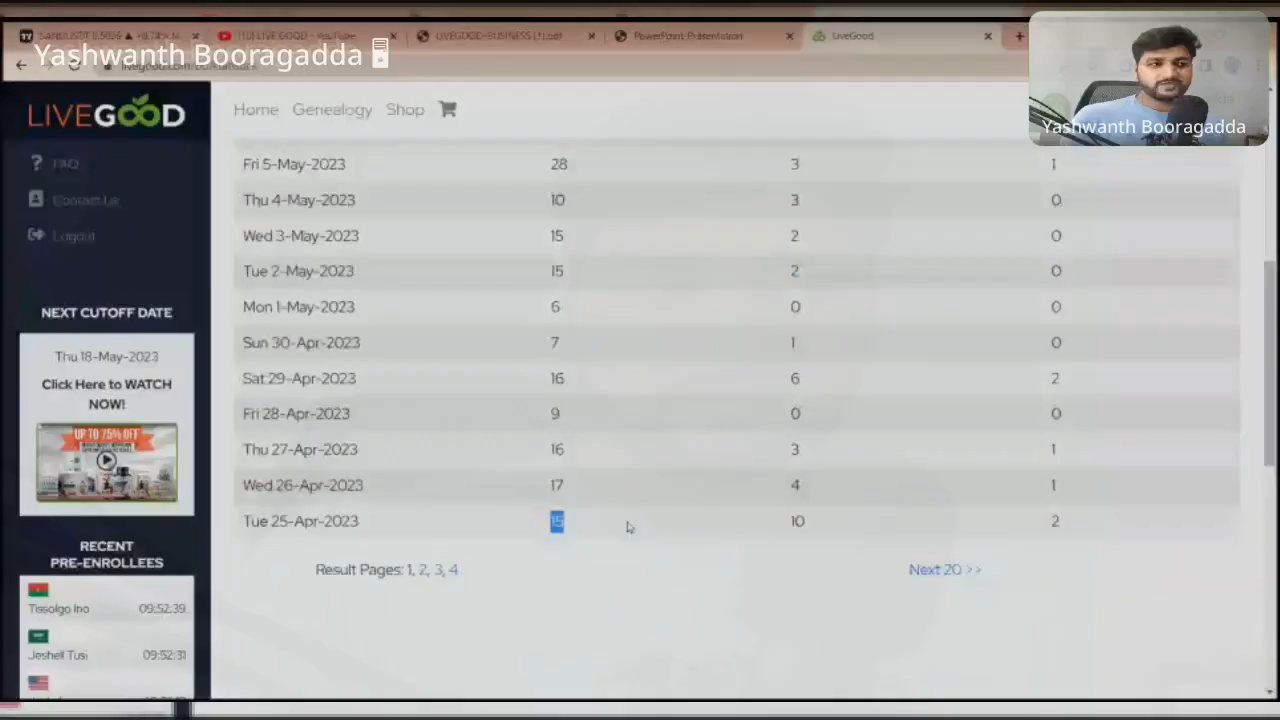 LIVE GOOD - YouTube
LIVEGOOD-BUSINESS
PowerPoint Presentation
LiveGood
Yashwanth Booragadda
Yashwanth Booragadda
LIVEGOOD
Home Genealogy Shop
FAQ
Contact Us
Logout
Fri 5-May-2023 28 3 1
Thu 4-May-2023 10 3 0
Wed 3-May-2023 15 2 0
Tue 2-May-2023 15 2 0
Mon 1-May-2023 6 0 0
Sun 30-Apr-2023 7 1 0
Sat 29-Apr-2023 16 6 2
Fri 28-Apr-2023 9 0 0
Thu 27-Apr-2023 16 3 1
Wed 26-Apr-2023 17 4 1
Tue 25-Apr-2023 15 10 2
Result Pages: 1, 2, 3, 4 Next 20 >>
NEXT CUTOFF DATE
Thu 18-May-2023
Click Here to WATCH
NOW!
UP TO 75% OFF
RECENT
PRE-ENROLLEES
Tissolgo Ino 09:52:39
Jeshell Tusi 09:52:31